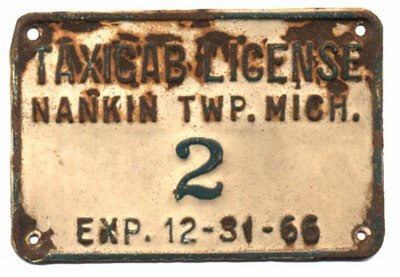 TAXICAB LICENSE
NANKIN TWP. MICH.
2
EXP. 12-31-66